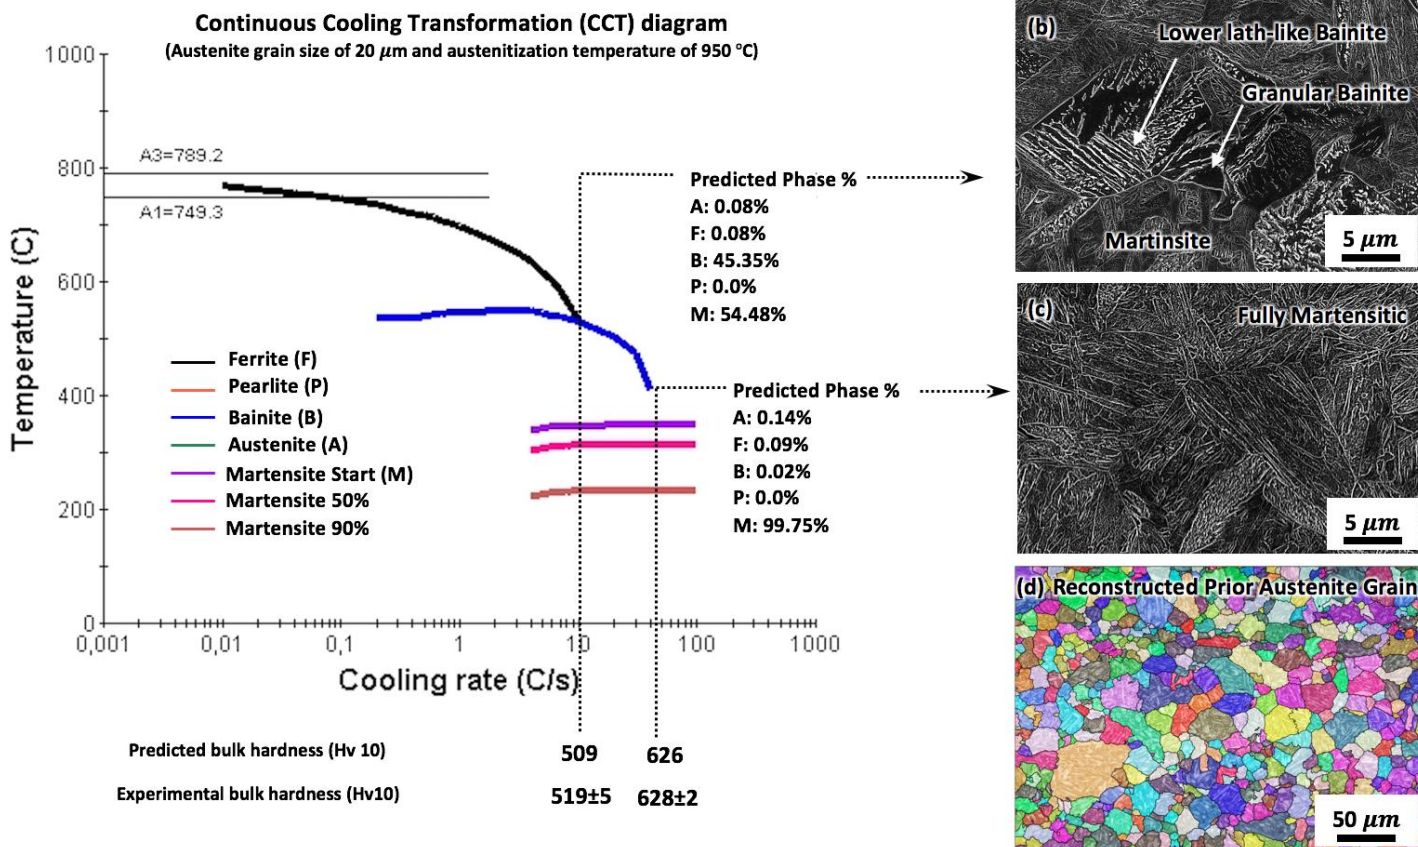 Continuous Cooling Transformation (CCT) diagram
(Austenite grain size of 20 𝜇m and austenitization temperature of 950 °C)
1000
800
600
400
200
0
Temperature (C)
A3=789.2
A1=749.3
Ferrite (F)
Pearlite (P)
Bainite (B)
Austenite (A)
Martensite Start (M)
Martensite 50%
Martensite 90%
Predicted Phase %
A: 0.08%
F: 0.08%
B: 45.35%
P: 0.0%
M: 54.48%
Predicted Phase %
A: 0.14%
F: 0.09%
B: 0.02%
P: 0.0%
M: 99.75%
0,001 0,01 0,1 1 10 100 1000
Cooling rate (C/s)
Predicted bulk hardness (Hv 10) 509 626
Experimental bulk hardness (Hv10) 519±5 628±2
(b)
Lower lath-like Bainite
Granular Bainite
Martinsite
5 𝜇m
(c)
Fully Martensitic
5 𝜇m
(d) Reconstructed Prior Austenite Grain
50 𝜇m